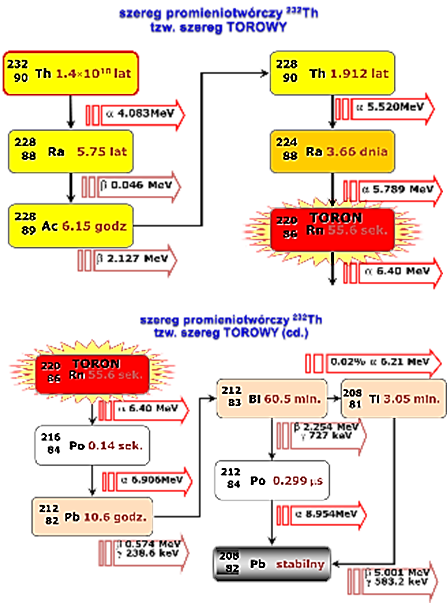 szereg promieniotwórczy ²³²Th
tzw. szereg TOROWY
232
90 Th 1.4×10¹⁰ lat
α 4.083MeV
228
88 Ra 5.75 lat
β 0.046 MeV
228
89 Ac 6.15 godz
β 2.127 MeV
228
90 Th 1.912 lat
α 5.520MeV
224
88 Ra 3.66 dnia
α 5.789 MeV
TORON
220
86 Rn 55.6 sek.
α 6.40 MeV
szereg promieniotwórczy ²³²Th
tzw. szereg TOROWY (cd.)
TORON
220
86 Rn 55.6 sek.
α 6.40 MeV
216
84 Po 0.14 sek.
α 6.906MeV
212
82 Pb 10.6 godz.
β 0.574 MeV
γ 238.6 keV
0.02% α 6.21 MeV
212
83 BI 60.5 min.
208
81 Tl 3.05 min.
β 2.254 MeV
γ 727 keV
212
84 Po 0.299 µs
α 8.954MeV
208
82 Pb stabilny
β 5.001 MeV
γ 583.2 keV